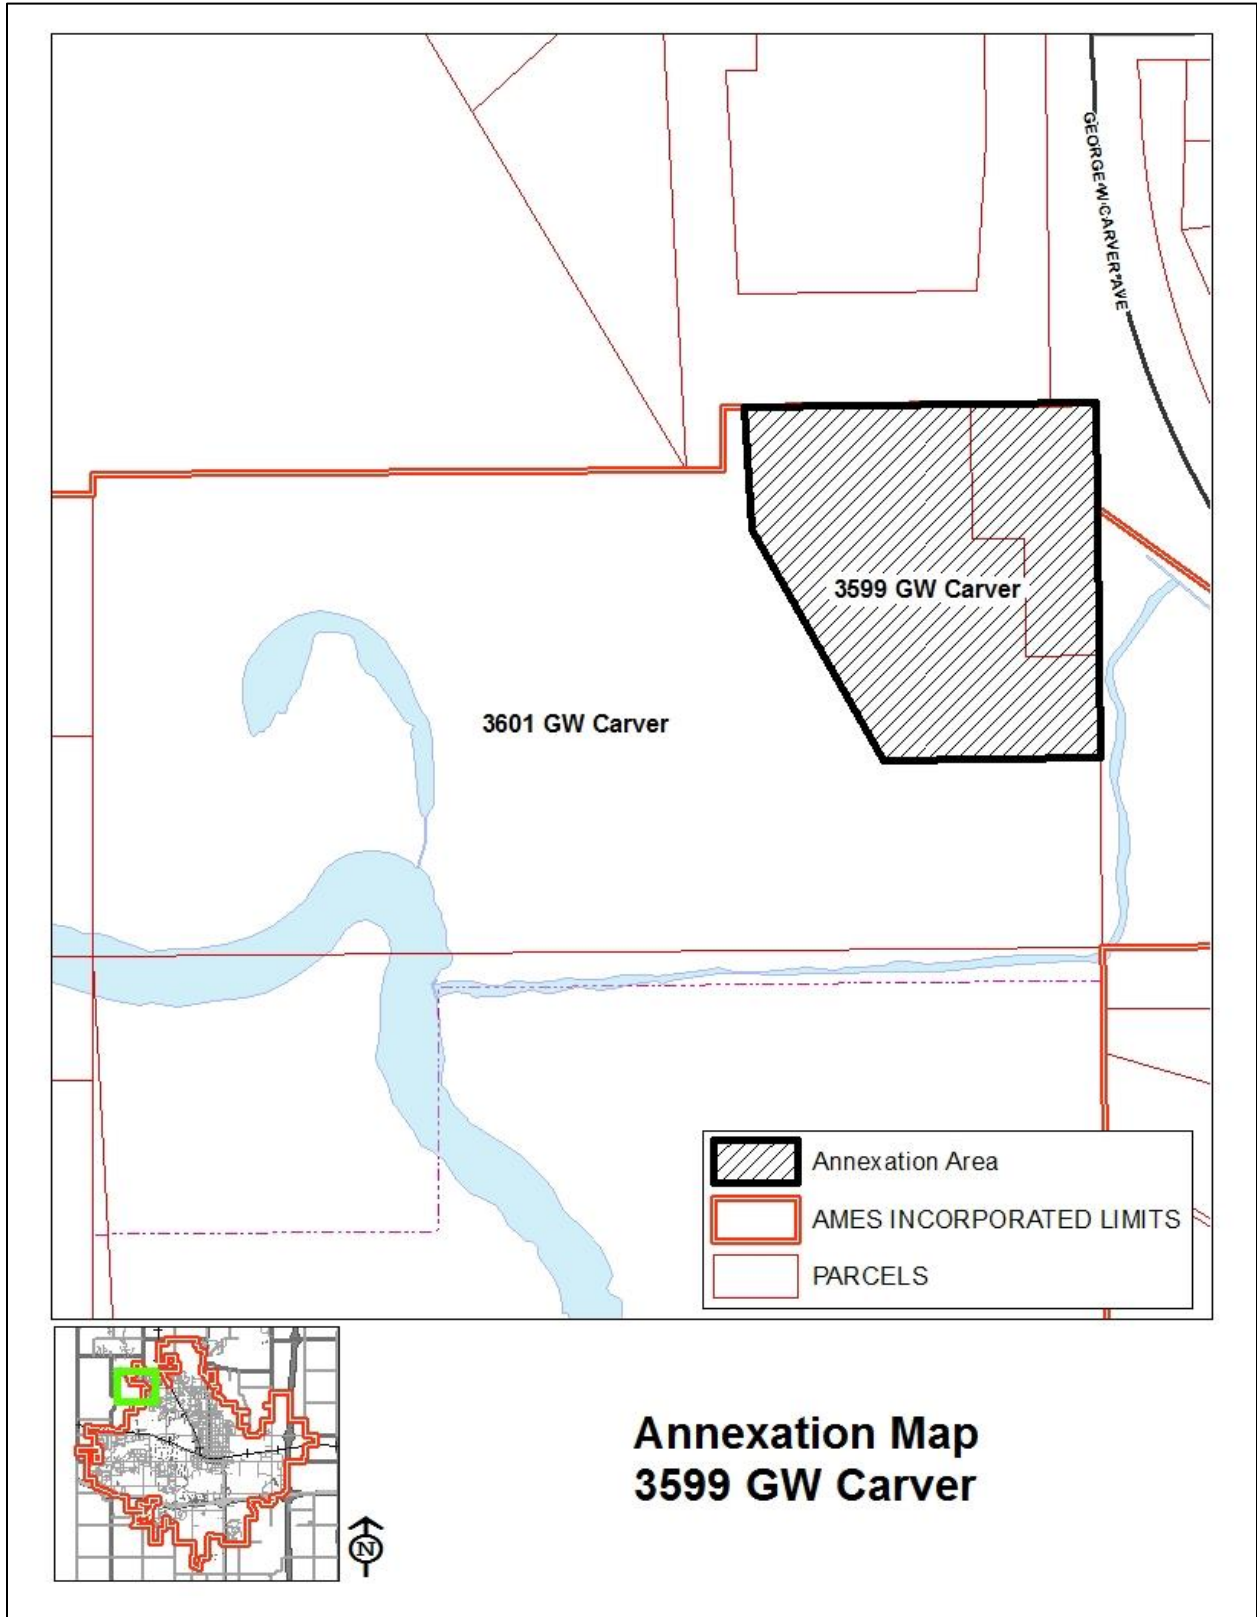 GEORGE W CARVER AVE
3599 GW Carver
3601 GW Carver
Annexation Area
AMES INCORPORATED LIMITS
PARCELS
N
Annexation Map
3599 GW Carver